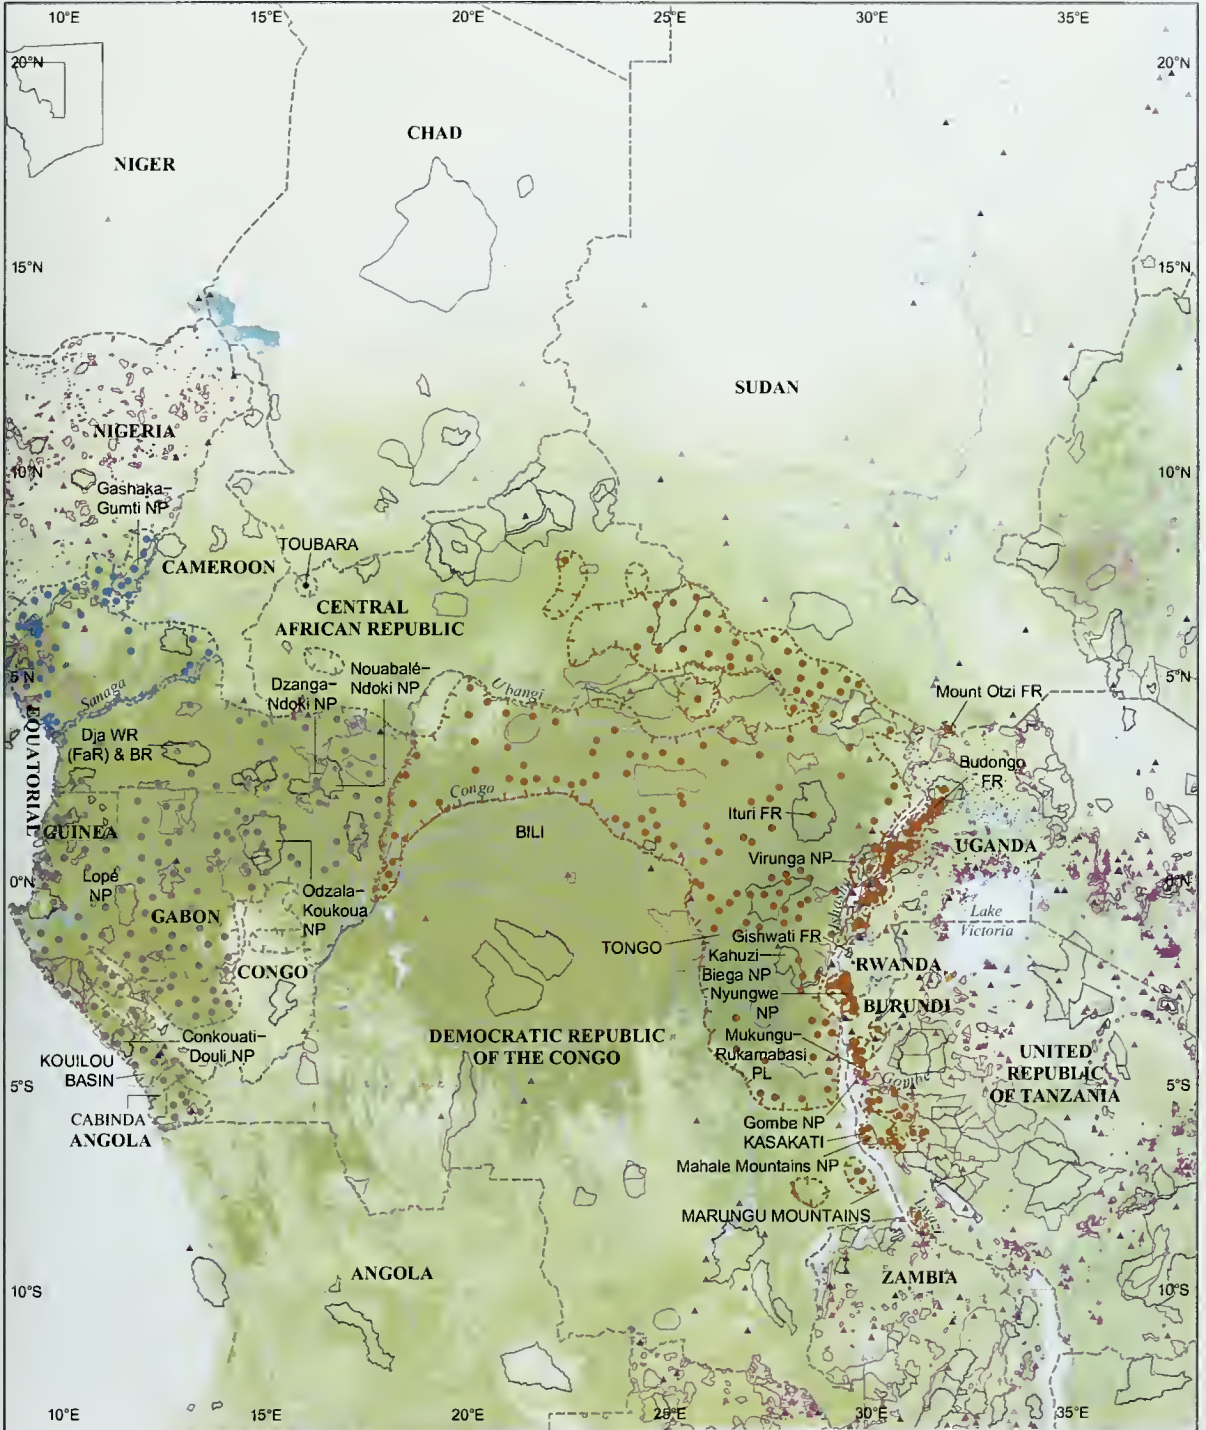 10°E 15°E 20°E 25°E 30°E 35°E
20°N 20°N
CHAD
NIGER
15°N 15°N
SUDAN
NIGERIA
10°N 10°N
Gashaka–
Gumti NP
TOUBARA
CAMEROON
CENTRAL
AFRICAN REPUBLIC
Nouabalé–
Ndoki NP
Dzanga–
Ndoki NP
5°N 5°N
Sanaga
Ubangi
Mount Otzi FR
EQUATORIAL
GUINEA
Dja WR
(FaR) & BR
Budongo
FR
Congo
BILI
Ituri FR
UGANDA
Virunga NP
0°N 0°N
Lopé
NP
Odzala–
Koukoua
NP
GABON
Lake
Victoria
TONGO
Gishwati FR
Kahuzi–
Biega NP
Nyungwe
NP
RWANDA
CONGO
BURUNDI
Conkouati–
Douli NP
DEMOCRATIC REPUBLIC
OF THE CONGO
Mukungu–
Rukamabasi
PL
KOUILOU
BASIN
UNITED
REPUBLIC
OF TANZANIA
5°S 5°S
Gombe
CABINDA
ANGOLA
Gombe NP
KASAKATI
Mahale Mountains NP
MARUNGU MOUNTAINS
ANGOLA
ZAMBIA
10°S 10°S
10°E 15°E 20°E 25°E 30°E 35°E